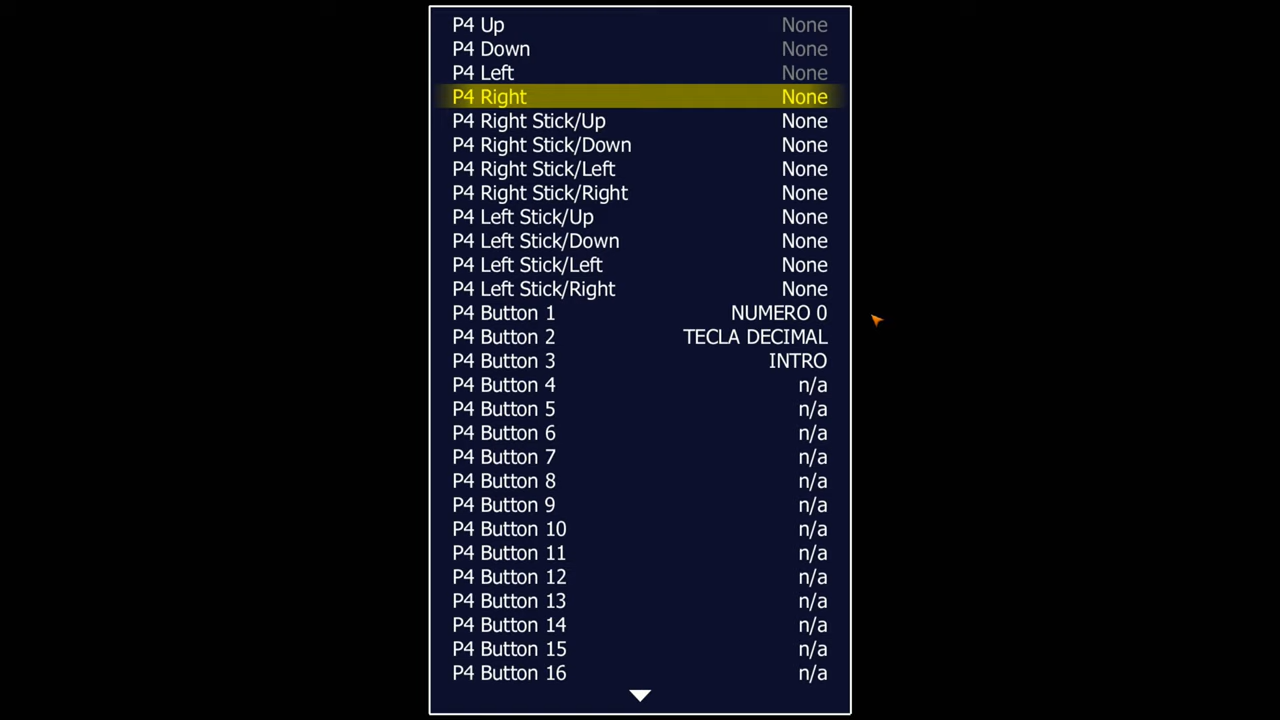 P4 Up None
P4 Down None
P4 Left None
P4 Right None
P4 Right Stick/Up None
P4 Right Stick/Down None
P4 Right Stick/Left None
P4 Right Stick/Right None
P4 Left Stick/Up None
P4 Left Stick/Down None
P4 Left Stick/Left None
P4 Left Stick/Right None
P4 Button 1 NUMERO 0
P4 Button 2 TECLA DECIMAL
P4 Button 3 INTRO
P4 Button 4 n/a
P4 Button 5 n/a
P4 Button 6 n/a
P4 Button 7 n/a
P4 Button 8 n/a
P4 Button 9 n/a
P4 Button 10 n/a
P4 Button 11 n/a
P4 Button 12 n/a
P4 Button 13 n/a
P4 Button 14 n/a
P4 Button 15 n/a
P4 Button 16 n/a